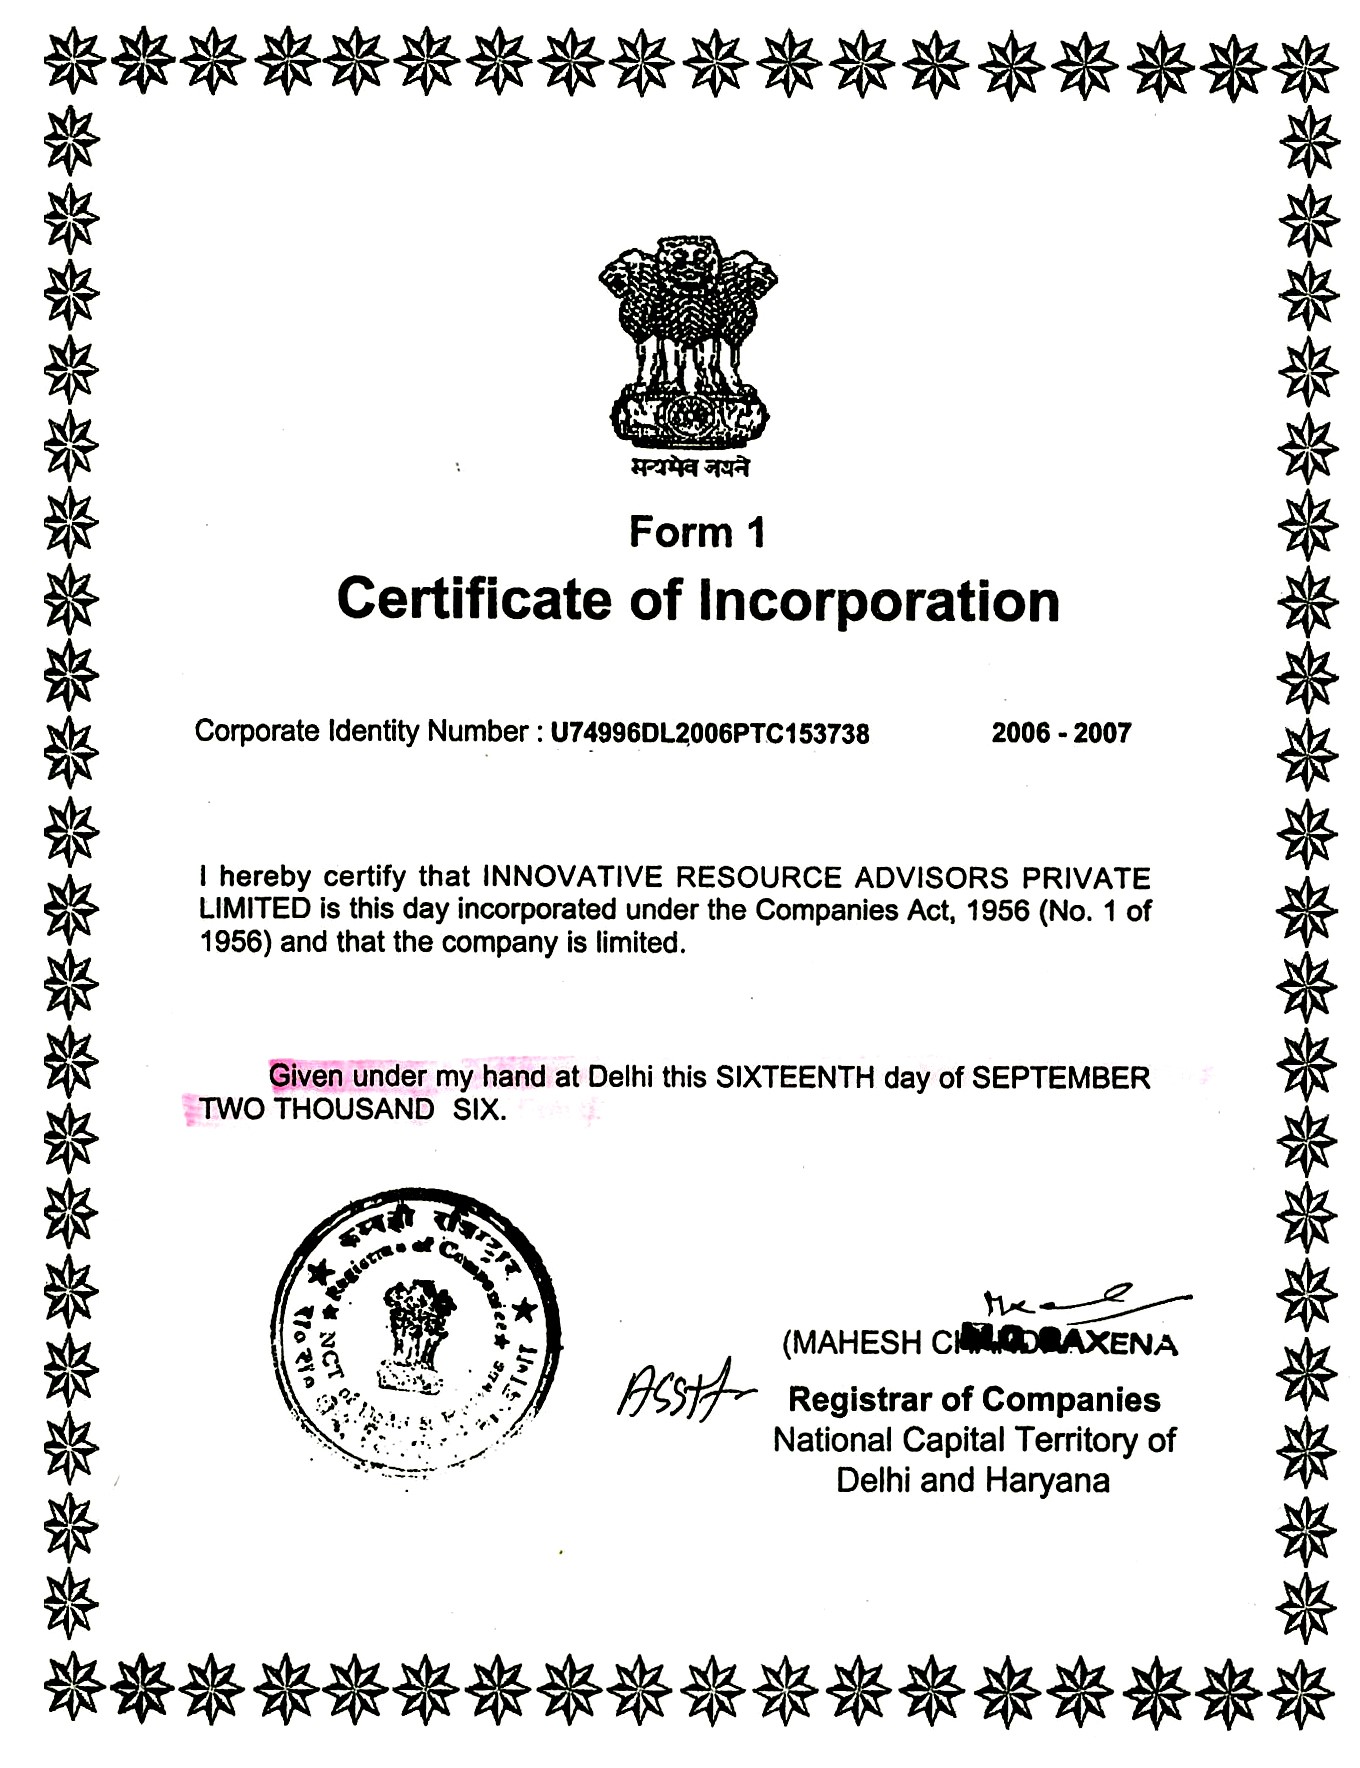 सत्यमेव जयते
Form 1
Certificate of Incorporation
Corporate Identity Number : U74996DL2006PTC153738 2006 - 2007
I hereby certify that INNOVATIVE RESOURCE ADVISORS PRIVATE
LIMITED is this day incorporated under the Companies Act, 1956 (No. 1 of
1956) and that the company is limited.
Given under my hand at Delhi this SIXTEENTH day of SEPTEMBER
TWO THOUSAND SIX.
कम्पनी रजिस्ट्रार
Registrar of Companies
NCT of
(MAHESH SAXENA
ASSTT
Registrar of Companies
National Capital Territory of
Delhi and Haryana